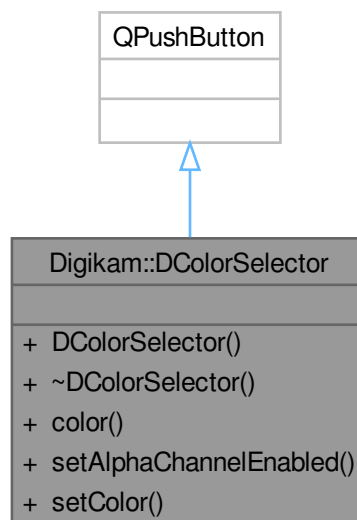 QPushButton
Digikam::DColorSelector
+ DColorSelector()
+ ~DColorSelector()
+ color()
+ setAlphaChannelEnabled()
+ setColor()